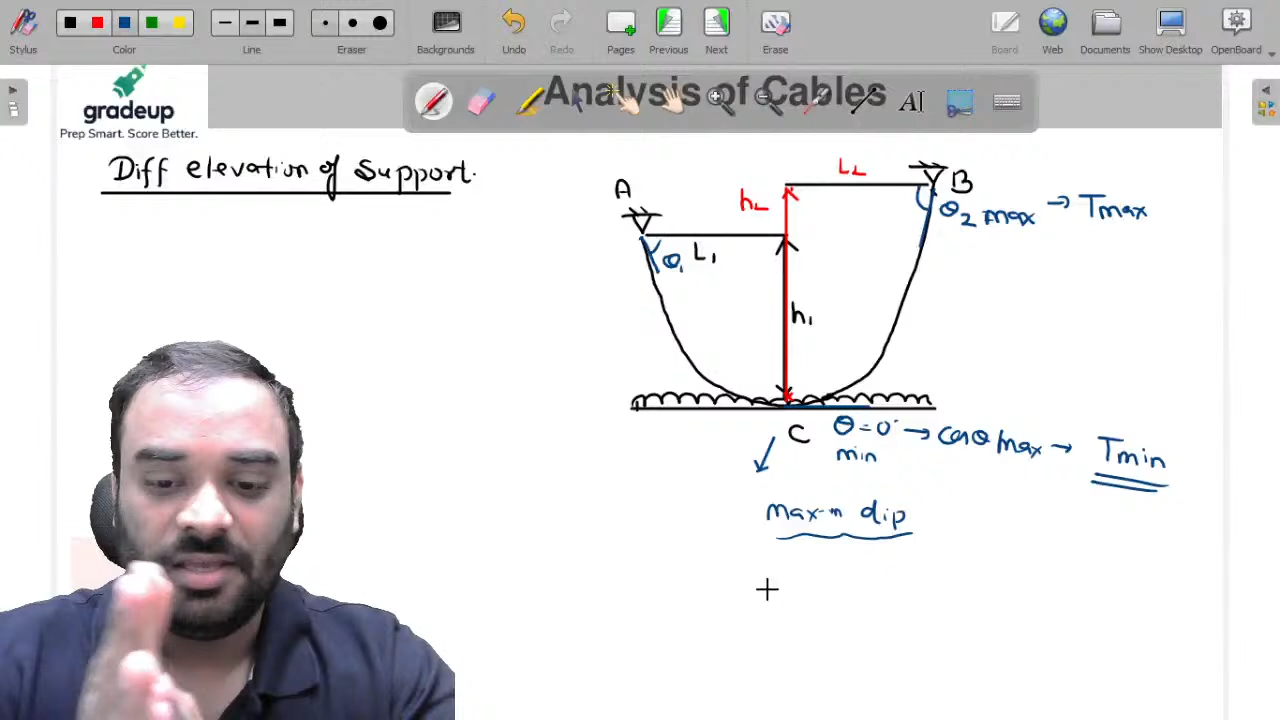 Stylus
Color
Line
Eraser
Backgrounds
Undo
Redo
Pages
Previous
Next
Erase
Board
Web
Documents
Show Desktop
OpenBoard
gradeup
Prep Smart. Score Better.
Analysis of Cables
AI
Diff elevation of support.
A
L2
B
h2
θ2 max → Tmax
θ1
L1
h1
C
θ=0° → cosθ max → Tmin
min
max-m dip